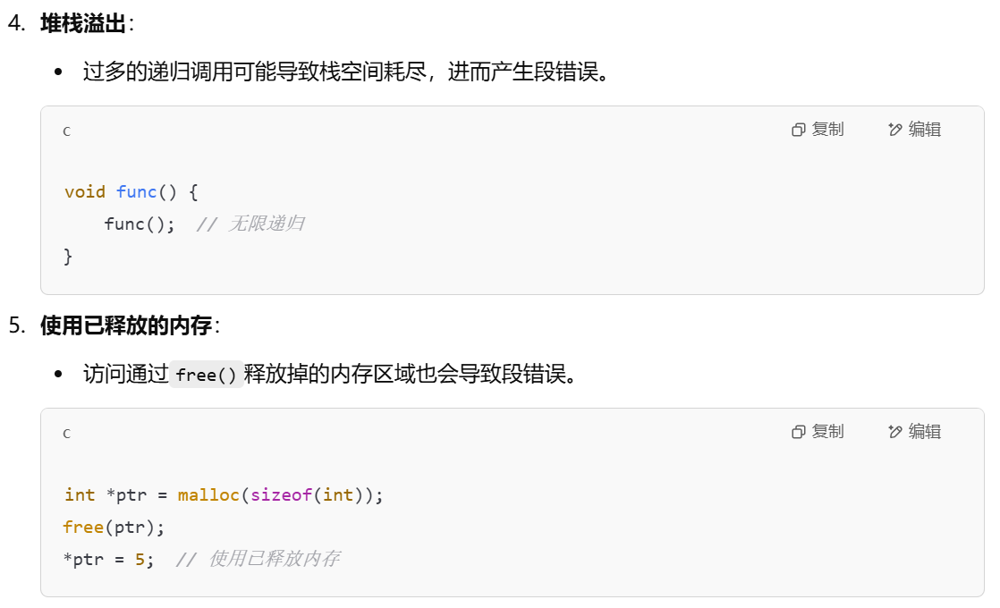 4. 堆栈溢出：
• 过多的递归调用可能导致栈空间耗尽，进而产生段错误。
c 复制 编辑
void func() {
    func();  // 无限递归
}
5. 使用已释放的内存：
• 访问通过 free() 释放掉的内存区域也会导致段错误。
c 复制 编辑
int *ptr = malloc(sizeof(int));
free(ptr);
*ptr = 5;  // 使用已释放内存